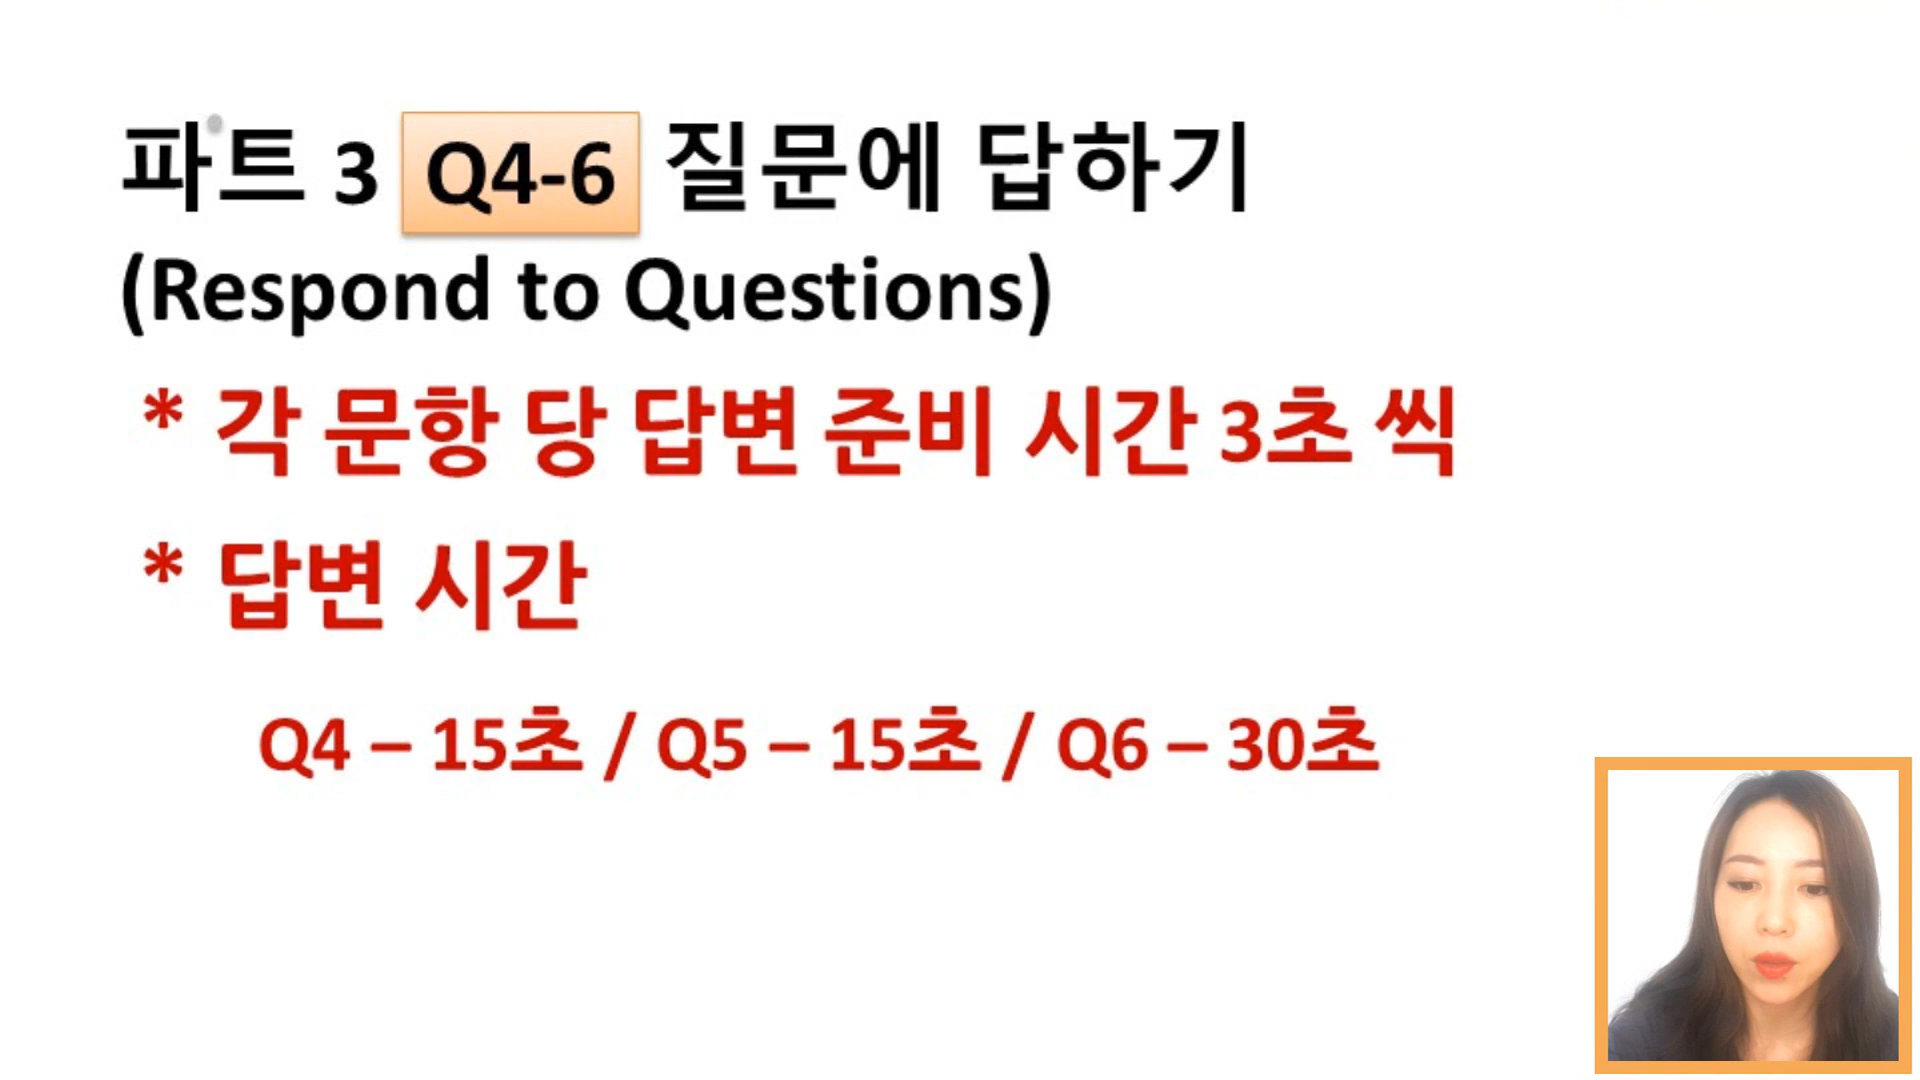 파트 3 Q4-6 질문에 답하기
(Respond to Questions)
* 각 문항 당 답변 준비 시간 3초 씩
* 답변 시간
Q4 – 15초 / Q5 – 15초 / Q6 – 30초